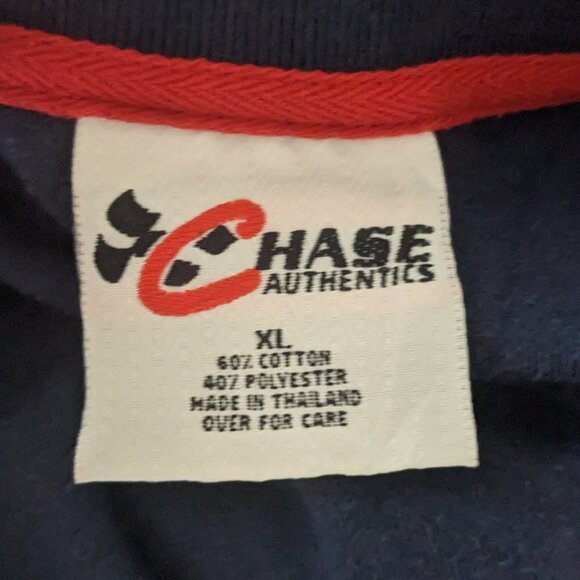 CHASE
AUTHENTICS
XL
60% COTTON
40% POLYESTER
MADE IN THAILAND
OVER FOR CARE